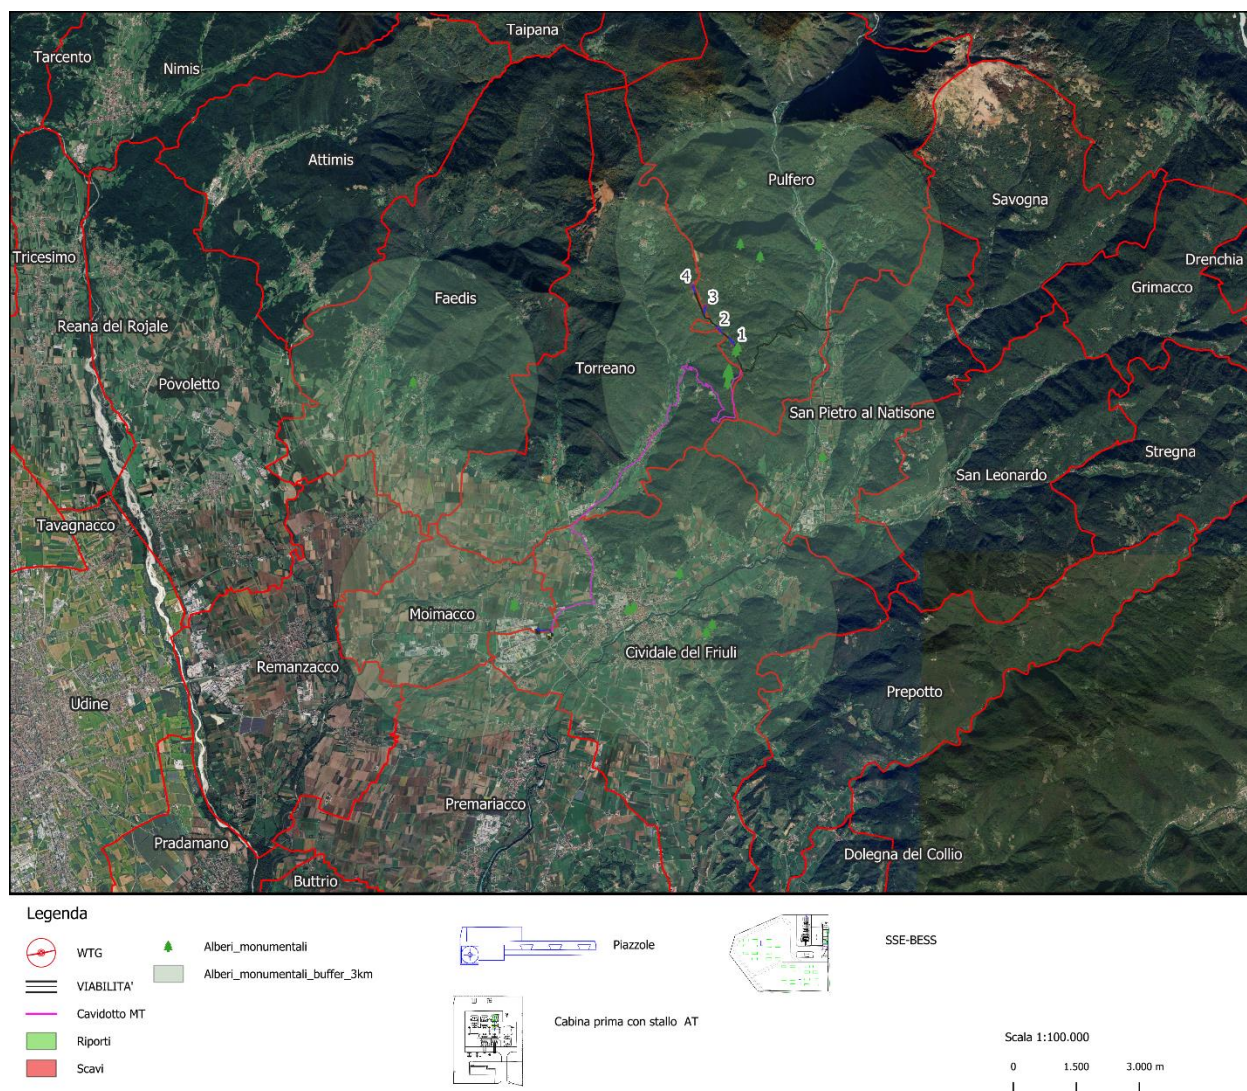 Taipana
Tarcento
Nimis
Attimis
Pulfero
Savogna
Tricesimo
Drenchia
Grimacco
4
Faedis
3
Reana del Rojale
2
1
Torreano
Povoletto
San Pietro al Natisone
Stregna
San Leonardo
Tavagnacco
Moimacco
Cividale del Friuli
Remanzacco
Prepotto
Udine
Premariacco
Pradamano
Dolegna del Collio
Buttrio
Legenda
WTG
VIABILITA'
Cavidotto MT
Riporti
Scavi
Alberi_monumentali
Alberi_monumentali_buffer_3km
Piazzole
Cabina prima con stallo AT
SSE-BESS
Scala 1:100.000
0 1.500 3.000 m